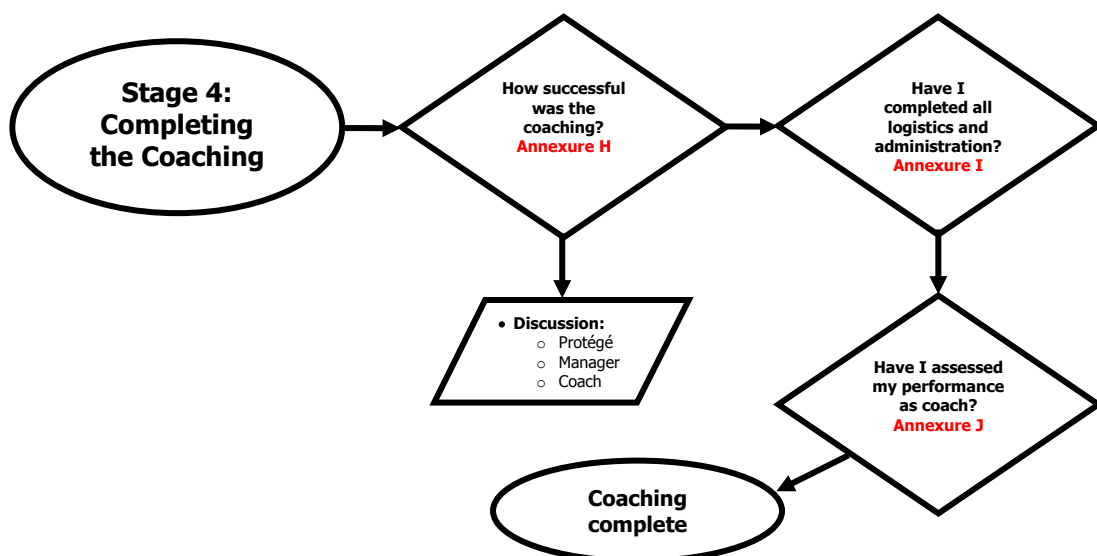 Stage 4:
Completing
the Coaching
How successful
was the
coaching?
Annexure H
Have I
completed all
logistics and
administration?
Annexure I
• Discussion:
o Protégé
o Manager
o Coach
Have I assessed
my performance
as coach?
Annexure J
Coaching
complete